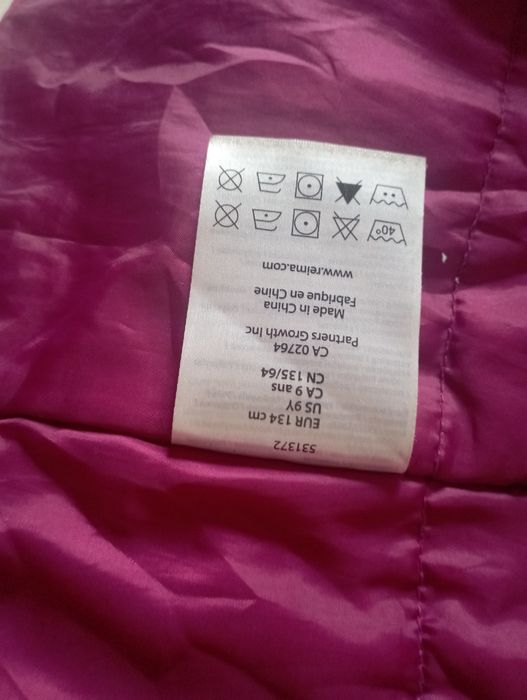 531372
EUR 134 cm
US 9Y
CA 9 ans
CN 135/64
CA 02764
Partners Growth Inc
Made in China
Fabrique en Chine
www.reima.com
40°